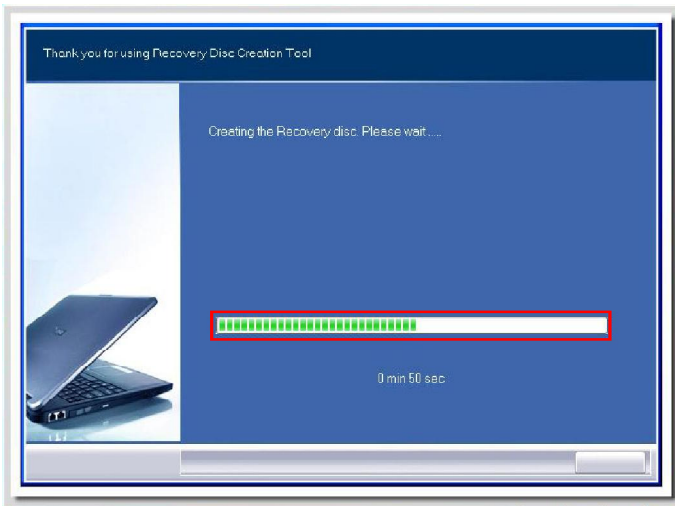 Thank you for using Recovery Disc Creation Tool
Creating the Recovery disc. Please wait .....
0 min 50 sec